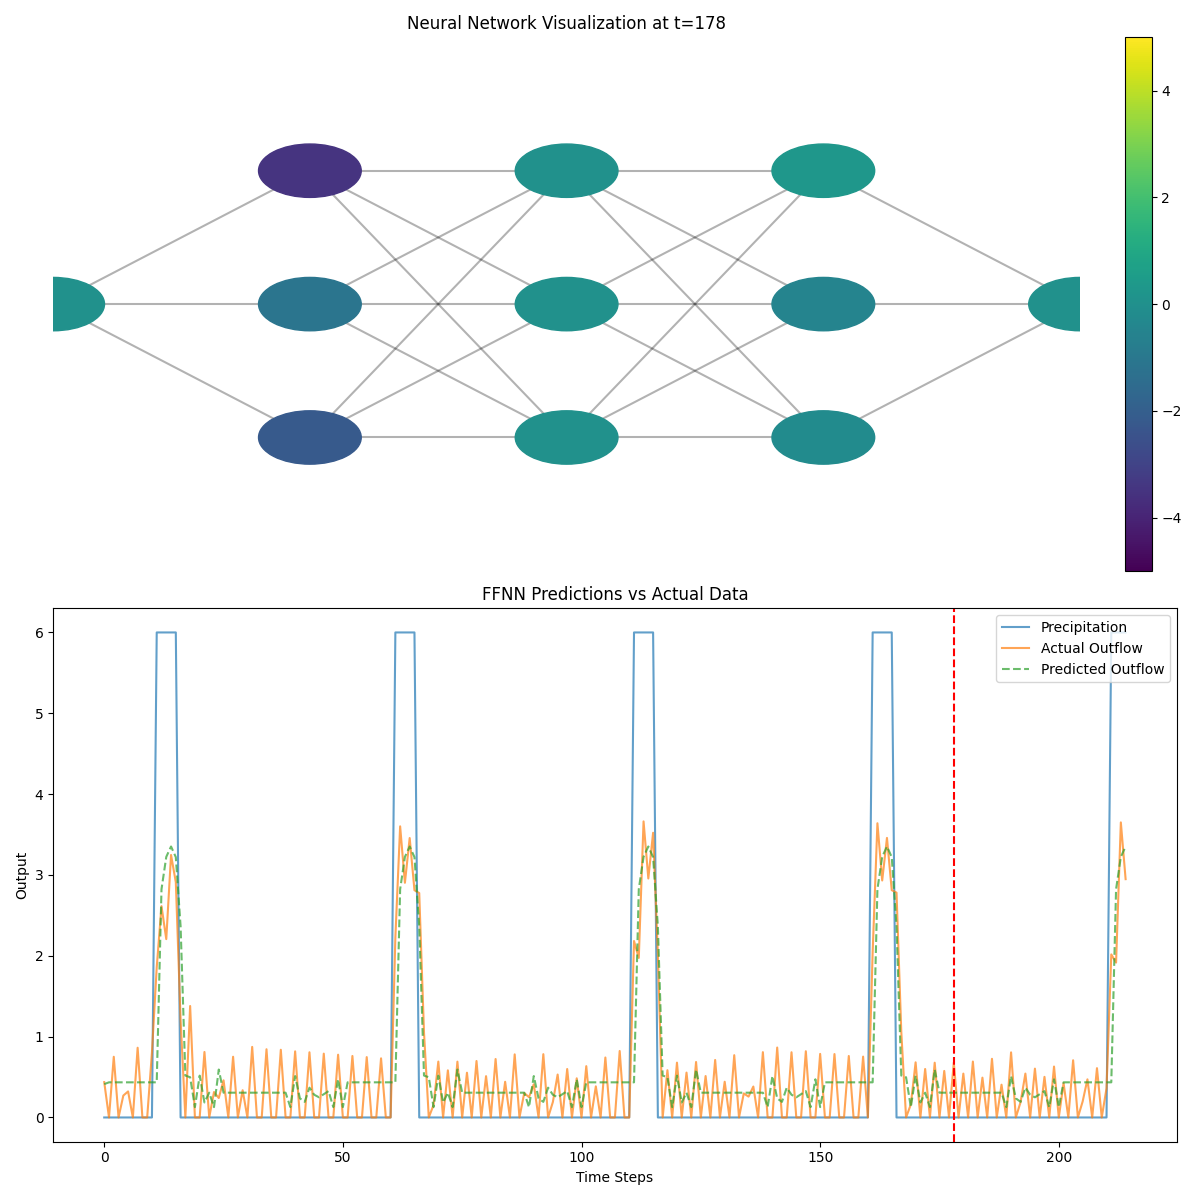 Neural Network Visualization at t=178
4
2
0
−2
−4
FFNN Predictions vs Actual Data
6
5
4
3
2
1
0
Output
Precipitation
Actual Outflow
Predicted Outflow
0
50
100
150
200
Time Steps